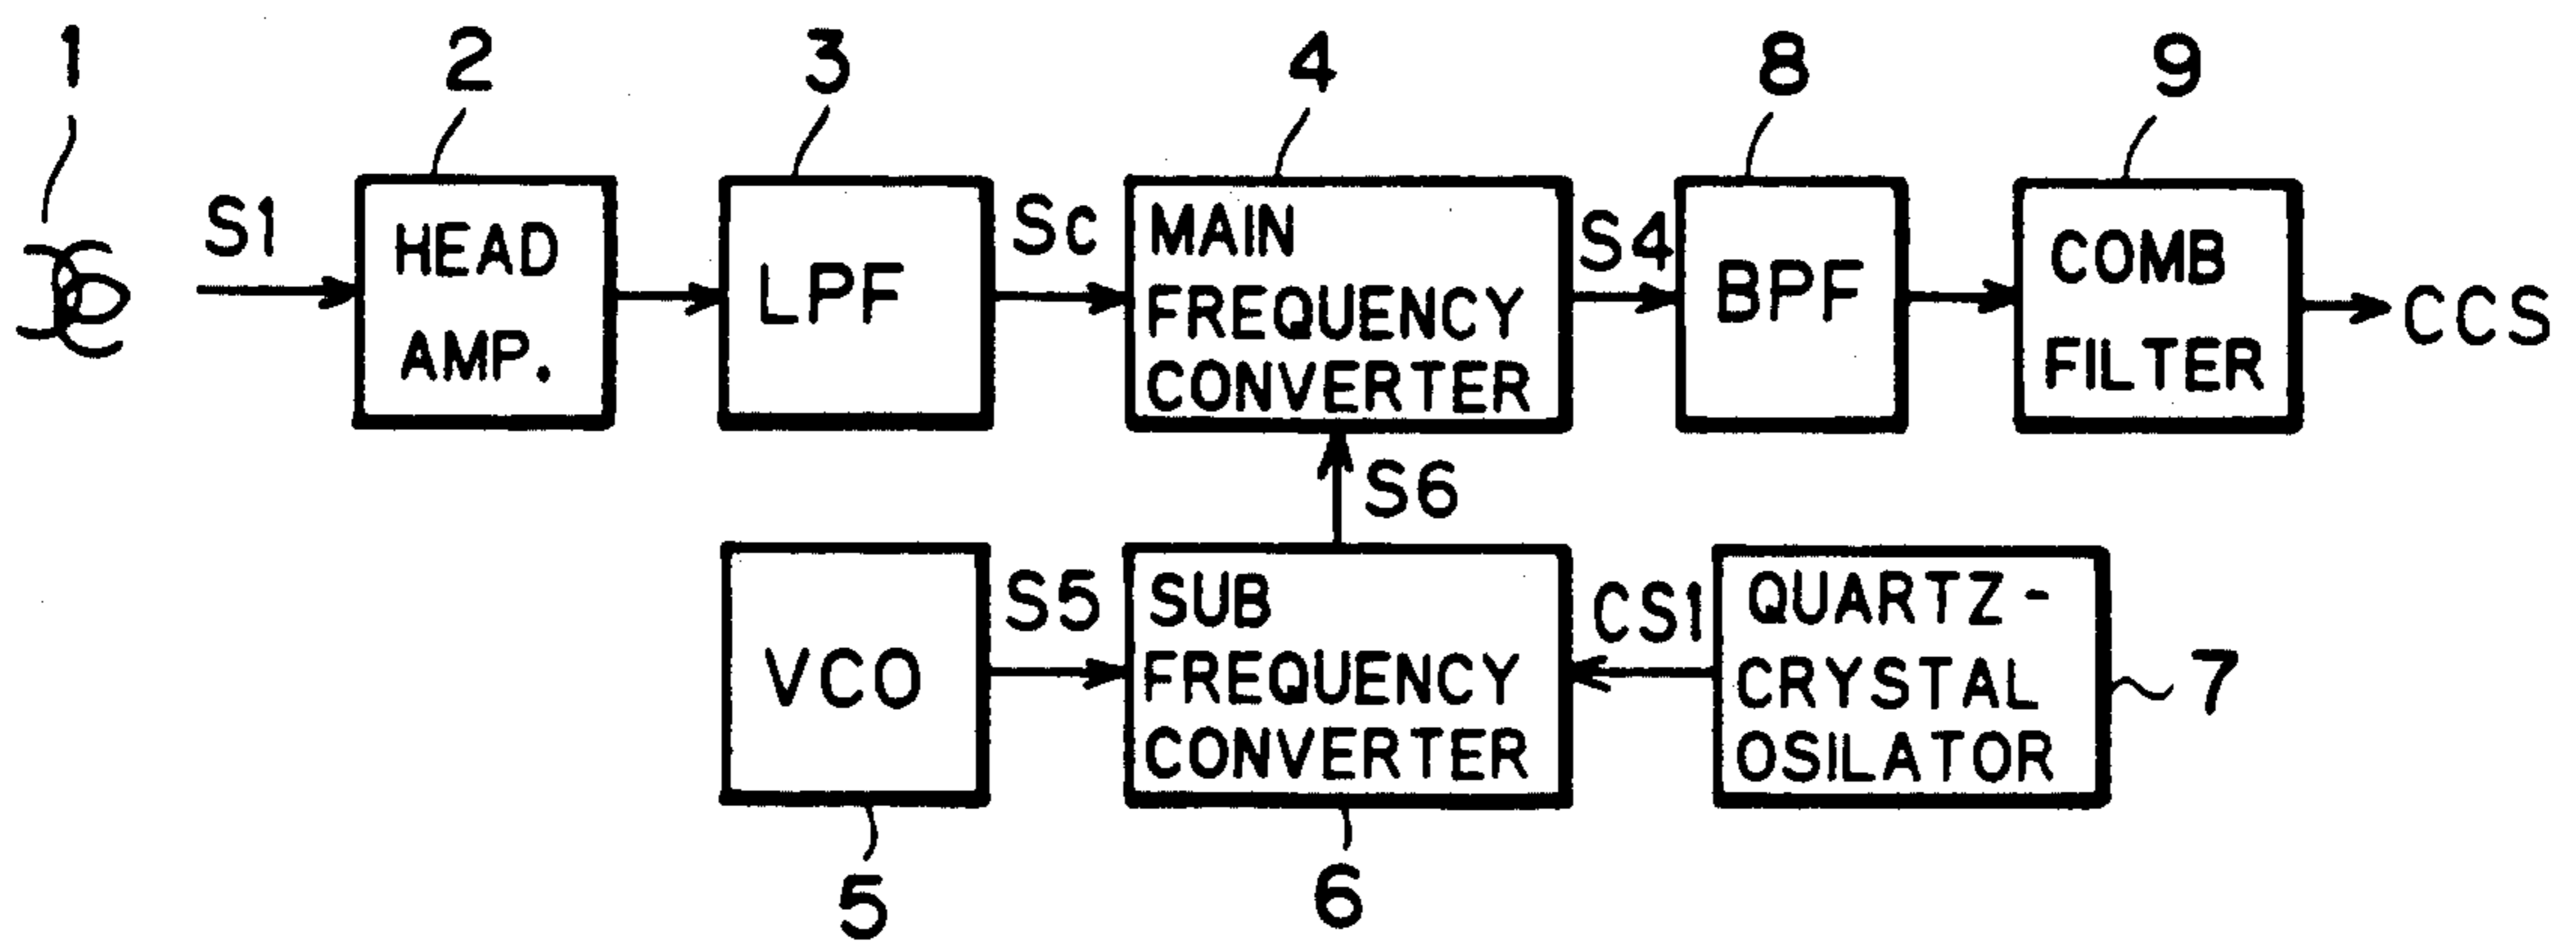 1
2
3
4
8
9
S1
HEAD
AMP.
LPF
Sc
MAIN
FREQUENCY
CONVERTER
S4
BPF
COMB
FILTER
CCS
S6
VCO
S5
SUB
FREQUENCY
CONVERTER
CS1
QUARTZ-
CRYSTAL
OSILATOR
7
5
6